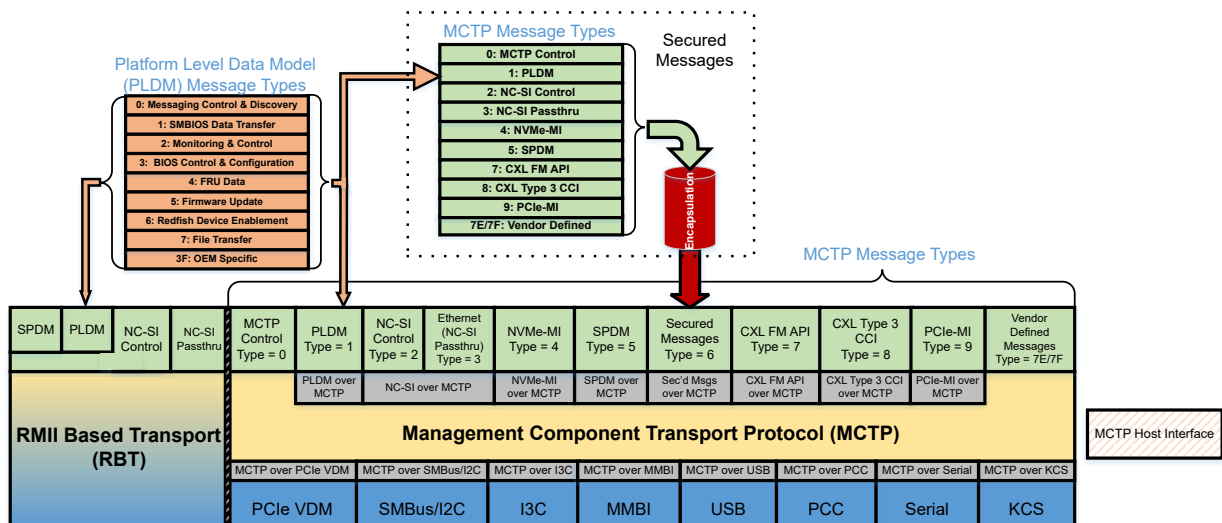 MCTP Message Types
Secured
Messages
0: MCTP Control
1: PLDM
2: NC-SI Control
3: NC-SI Passthru
4: NVMe-MI
5: SPDM
7: CXL FM API
8: CXL Type 3 CCI
9: PCIe-MI
7E/7F: Vendor Defined
Encapsulation
Platform Level Data Model
(PLDM) Message Types
0: Messaging Control & Discovery
1: SMBIOS Data Transfer
2: Monitoring & Control
3: BIOS Control & Configuration
4: FRU Data
5: Firmware Update
6: Redfish Device Enablement
7: File Transfer
3F: OEM Specific
MCTP Message Types
SPDM
PLDM
NC-SI
Control
NC-SI
Passthru
MCTP
Control
Type = 0
PLDM
Type = 1
NC-SI
Control
Type = 2
Ethernet
(NC-SI
Passthru)
Type = 3
NVMe-MI
Type = 4
SPDM
Type = 5
Secured
Messages
Type = 6
CXL FM API
Type = 7
CXL Type 3
CCI
Type = 8
PCIe-MI
Type = 9
Vendor
Defined
Messages
Type = 7E/7F
PLDM over
MCTP
NC-SI over MCTP
NVMe-MI
over MCTP
SPDM over
MCTP
Sec'd Msgs
over MCTP
CXL FM API
over MCTP
CXL Type 3 CCI
over MCTP
PCIe-MI over
MCTP
RMII Based Transport
(RBT)
Management Component Transport Protocol (MCTP)
MCTP Host Interface
MCTP over PCIe VDM
MCTP over SMBus/I2C
MCTP over I3C
MCTP over MMBI
MCTP over USB
MCTP over PCC
MCTP over Serial
MCTP over KCS
PCIe VDM
SMBus/I2C
I3C
MMBI
USB
PCC
Serial
KCS